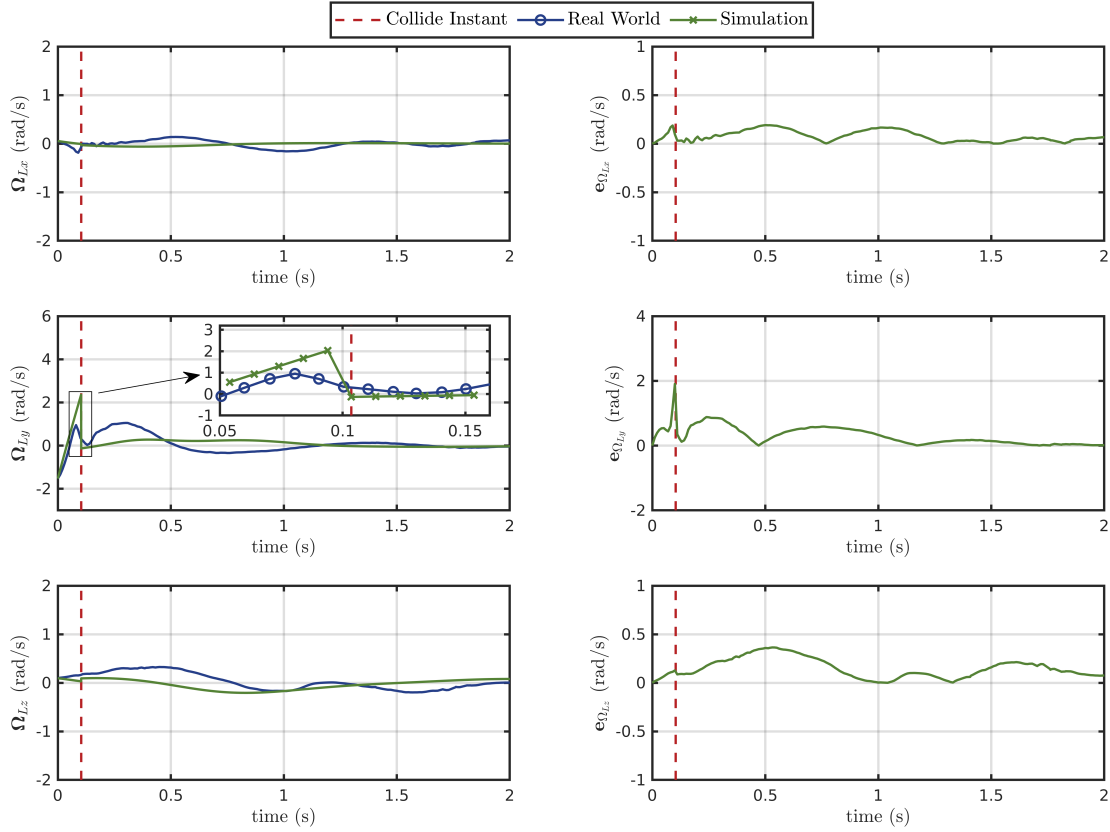 Collide Instant Real World Simulation
2
1
0
-1
-2
Ω_Lx (rad/s)
0 0.5 1 1.5 2
time (s)
1
0.5
0
-0.5
-1
e_Ω_Lx (rad/s)
0 0.5 1 1.5 2
time (s)
6
4
2
0
-2
Ω_Ly (rad/s)
3
2
1
0
-1
0.05 0.1 0.15
0 0.5 1 1.5 2
time (s)
4
2
0
-2
e_Ω_Ly (rad/s)
0 0.5 1 1.5 2
time (s)
2
1
0
-1
-2
Ω_Lz (rad/s)
0 0.5 1 1.5 2
time (s)
1
0.5
0
-0.5
-1
e_Ω_Lz (rad/s)
0 0.5 1 1.5 2
time (s)